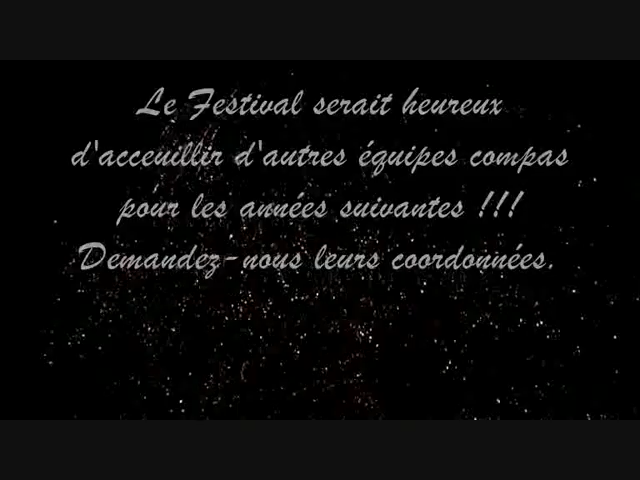 Le Festival serait heureux
d'acceuillir d'autres équipes compas
pour les années suivantes !!!
Demandez-nous leurs coordonnées.